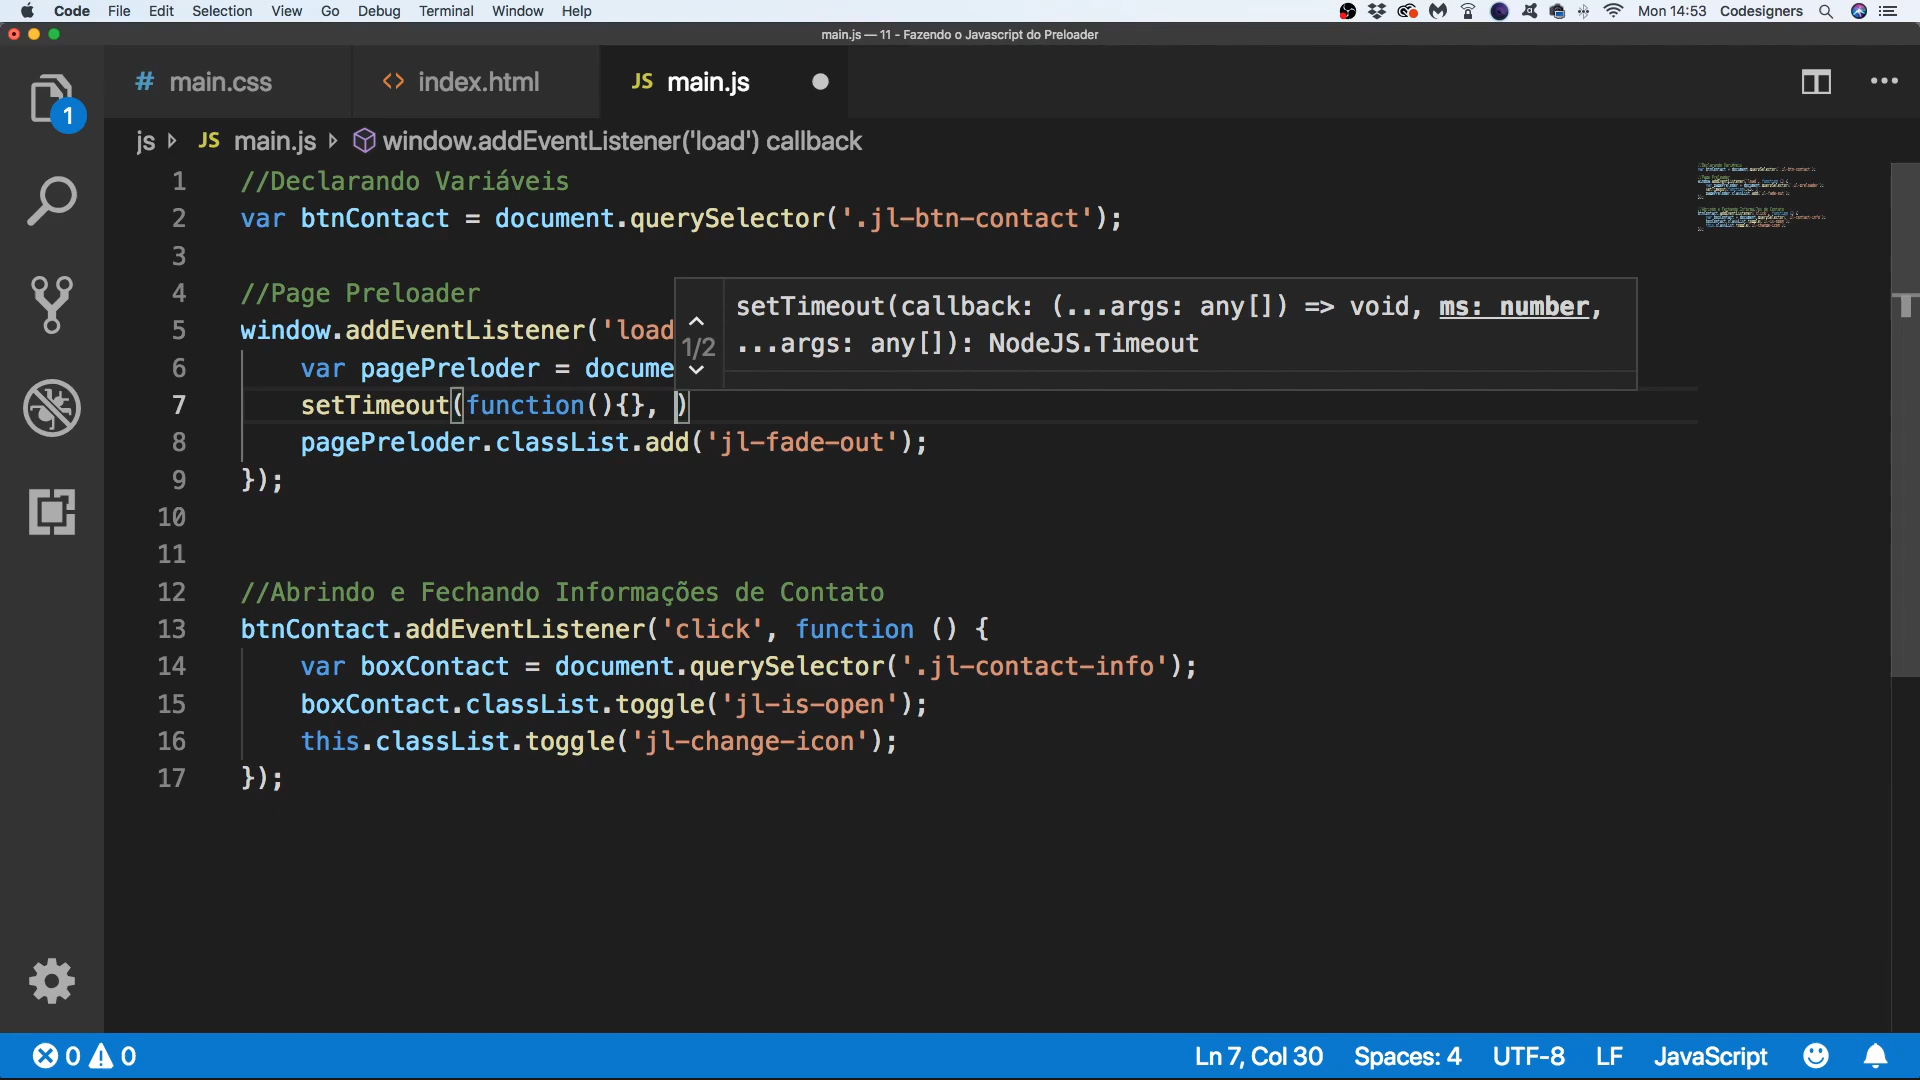 Code File Edit Selection View Go Debug Terminal Window Help Mon 14:53 Codesigners
main.js — 11 - Fazendo o Javascript do Preloader
# main.css <> index.html JS main.js
1
js JS main.js window.addEventListener('load') callback
1 //Declarando Variáveis
2 var btnContact = document.querySelector('.jl-btn-contact');
3
4 //Page Preloader
setTimeout(callback: (...args: any[]) => void, ms: number,
5 window.addEventListener('load
1/2 ...args: any[]): NodeJS.Timeout
6 var pagePreloder = docume
7 setTimeout(function(){}, )
8 pagePreloder.classList.add('jl-fade-out');
9 });
10
11
12 //Abrindo e Fechando Informações de Contato
13 btnContact.addEventListener('click', function () {
14 var boxContact = document.querySelector('.jl-contact-info');
15 boxContact.classList.toggle('jl-is-open');
16 this.classList.toggle('jl-change-icon');
17 });
0 0 Ln 7, Col 30 Spaces: 4 UTF-8 LF JavaScript